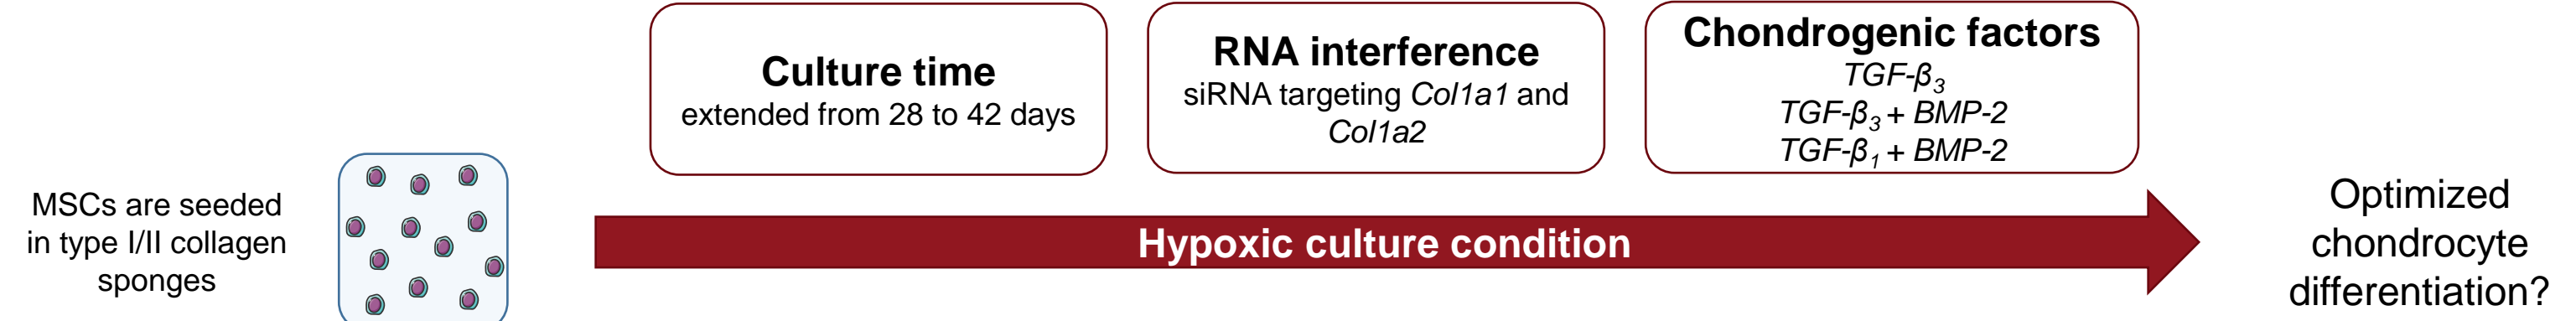 MSCs are seeded
in type I/II collagen
sponges
Culture time
extended from 28 to 42 days
RNA interference
siRNA targeting Col1a1 and
Col1a2
Chondrogenic factors
TGF-β₃
TGF-β₃ + BMP-2
TGF-β₁ + BMP-2
Hypoxic culture condition
Optimized
chondrocyte
differentiation?